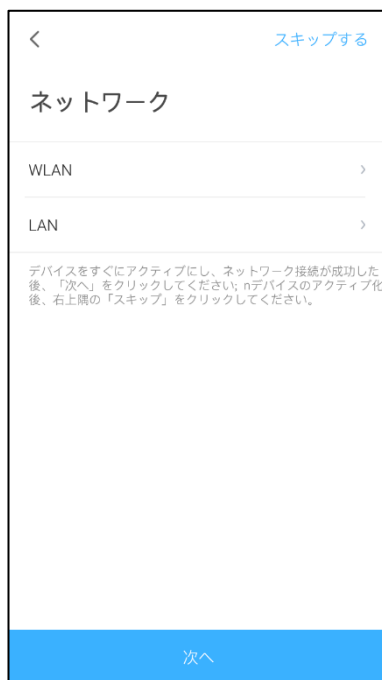 スキップする
ネットワーク
WLAN
LAN
デバイスをすぐにアクティブにし、ネットワーク接続が成功した
後、「次へ」をクリックしてください; nデバイスのアクティブ化
後、右上隅の「スキップ」をクリックしてください。
次へ